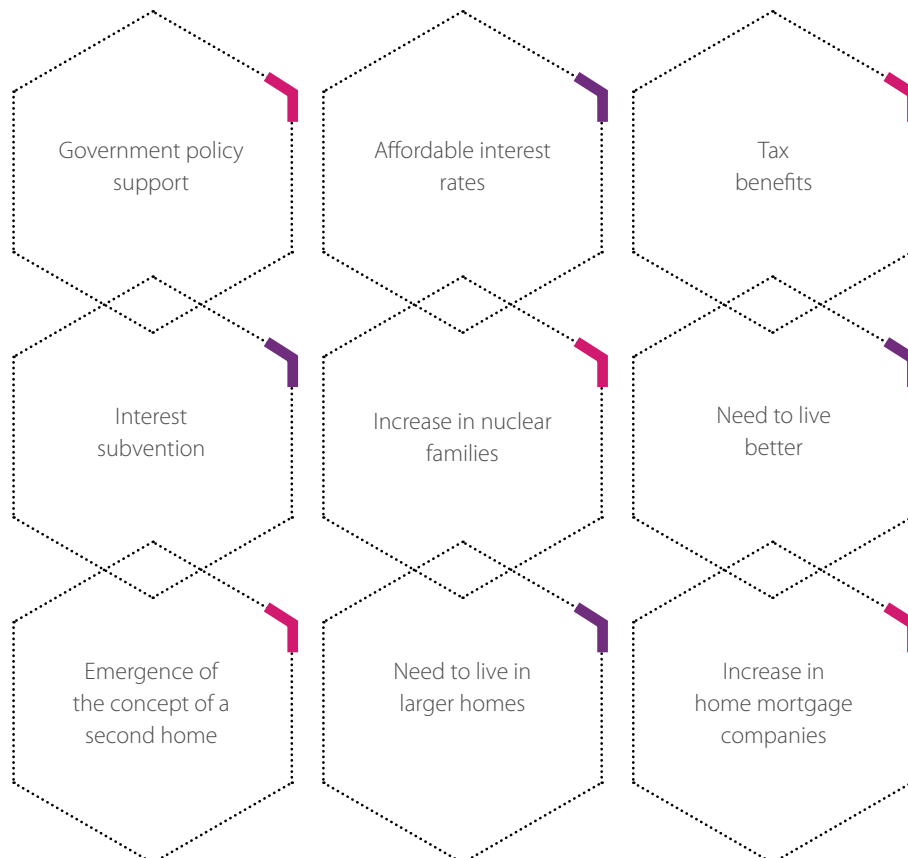 Government policy
support
Affordable interest
rates
Tax
benefits
Interest
subvention
Increase in nuclear
families
Need to live
better
Emergence of
the concept of a
second home
Need to live in
larger homes
Increase in
home mortgage
companies